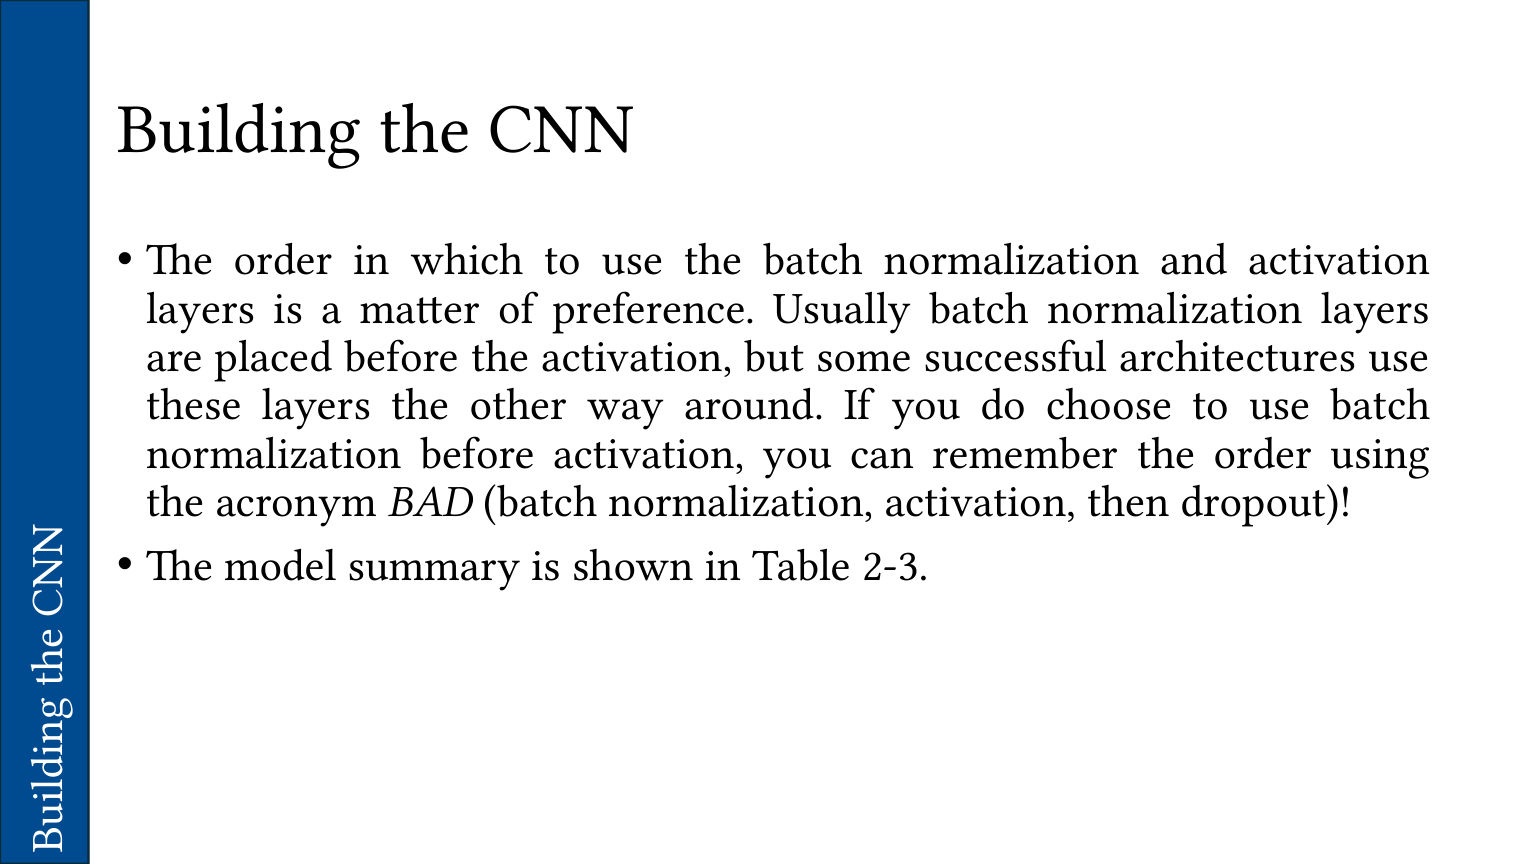 Building the CNN
• The order in which to use the batch normalization and activation
layers is a matter of preference. Usually batch normalization layers
are placed before the activation, but some successful architectures use
these layers the other way around. If you do choose to use batch
normalization before activation, you can remember the order using
the acronym BAD (batch normalization, activation, then dropout)!
• The model summary is shown in Table 2-3.
Building the CNN